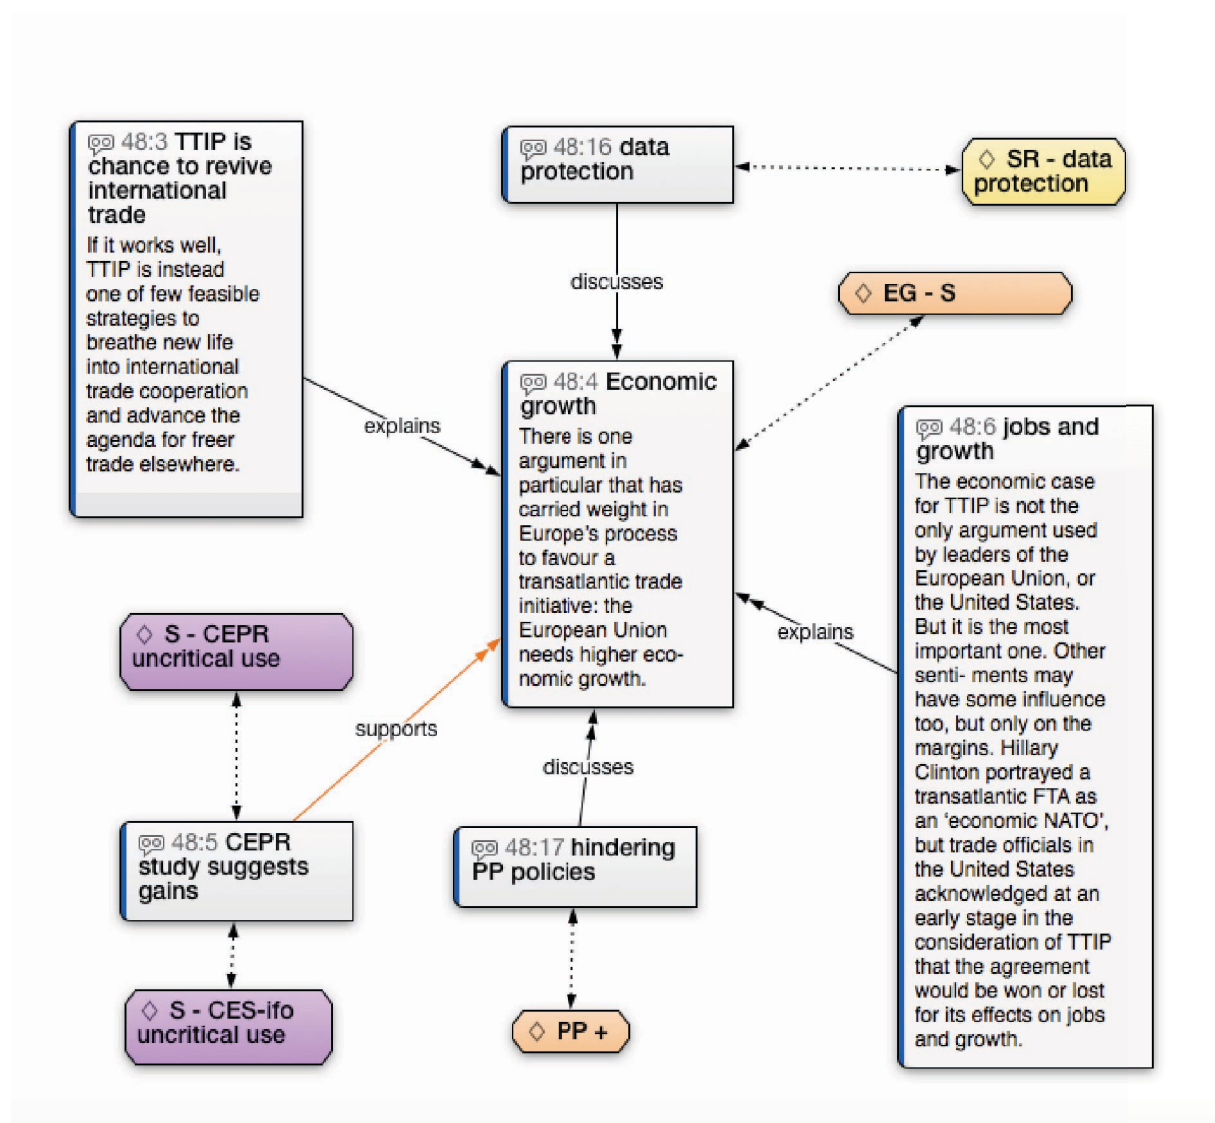 48:3 TTIP is
chance to revive
international
trade
If it works well,
TTIP is instead
one of few feasible
strategies to
breathe new life
into international
trade cooperation
and advance the
agenda for freer
trade elsewhere.
48:16 data
protection
SR - data
protection
discusses
EG - S
explains
48:4 Economic
growth
There is one
argument in
particular that has
carried weight in
Europe's process
to favour a
transatlantic trade
initiative: the
European Union
needs higher eco-
nomic growth.
48:6 jobs and
growth
The economic case
for TTIP is not the
only argument used
by leaders of the
European Union, or
the United States.
But it is the most
important one. Other
senti- ments may
have some influence
too, but only on the
margins. Hillary
Clinton portrayed a
transatlantic FTA as
an 'economic NATO',
but trade officials in
the United States
acknowledged at an
early stage in the
consideration of TTIP
that the agreement
would be won or lost
for its effects on jobs
and growth.
explains
S - CEPR
uncritical use
supports
discusses
48:5 CEPR
study suggests
gains
48:17 hindering
PP policies
S - CES-ifo
uncritical use
PP +